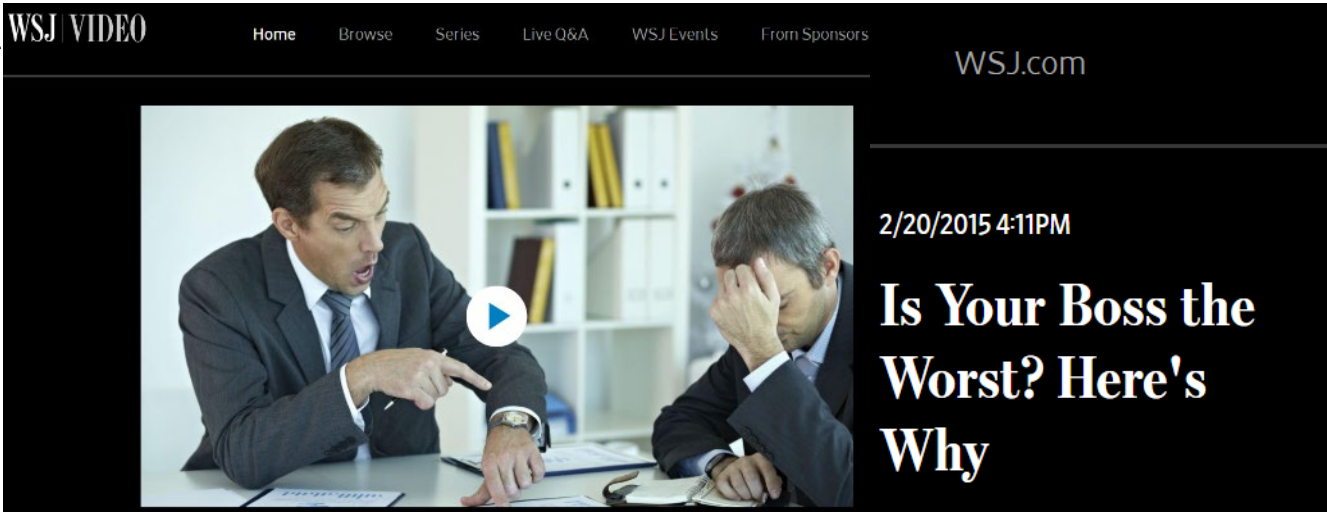 WSJ VIDEO
Home Browse Series Live Q&A WSJ Events From Sponsors
WSJ.com
2/20/2015 4:11PM
Is Your Boss the
Worst? Here's
Why